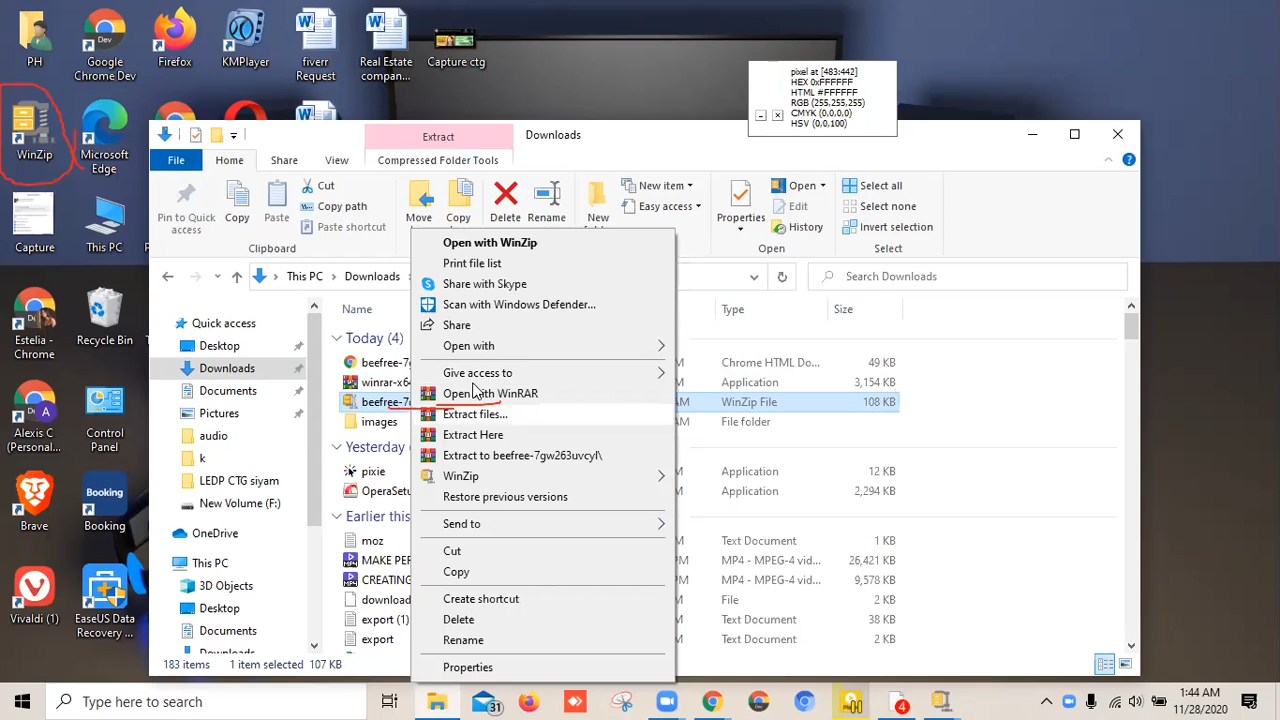 PH
Google
Chrome Dev
Firefox
KMPlayer
fiverr
Request
Real Estate
compan...
Capture ctg
WinZip
Microsoft
Edge
Capture
This PC
Estelia -
Chrome
Recycle Bin
Alexis C
(Personal...
Control
Panel
Brave
Booking
Booking
Vivaldi (1)
EaseUS Data
Recovery ...
pixel at [483:442]
HEX 0xFFFFFF
HTML #FFFFFF
RGB (255,255,255)
CMYK (0,0,0,0)
HSV (0,0,100)
Extract
Downloads
File
Home
Share
View
Compressed Folder Tools
Pin to Quick
access
Copy
Paste
Cut
Copy path
Paste shortcut
Clipboard
Move
Copy
Delete
Rename
New
New item
Easy access
Properties
Open
Edit
History
Open
Select all
Select none
Invert selection
This PC
Downloads
Search Downloads
Quick access
Desktop
Downloads
Documents
Pictures
audio
k
LEDP CTG siyam
New Volume (F:)
OneDrive
This PC
3D Objects
Desktop
Documents
Downloads
Name
Type
Size
Today (4)
beefree-7g
Chrome HTML Do...
49 KB
winrar-x64
Application
3,154 KB
beefree-7g
AM
WinZip File
108 KB
images
File folder
Yesterday
pixie
Application
12 KB
OperaSetu
Application
2,294 KB
Earlier this
moz
Text Document
1 KB
MAKE PER
MP4 - MPEG-4 vid...
26,421 KB
CREATING
MP4 - MPEG-4 vid...
9,578 KB
download
File
2 KB
export (1)
Text Document
38 KB
export
Text Document
2 KB
Open with WinZip
Print file list
Share with Skype
Scan with Windows Defender...
Share
Open with
Give access to
Open with WinRAR
Extract files...
Extract Here
Extract to beefree-7gw263uvcyl\
WinZip
Restore previous versions
Send to
Cut
Copy
Create shortcut
Delete
Rename
Properties
183 items
1 item selected
107 KB
Type here to search
31
4
1:44 AM
11/28/2020